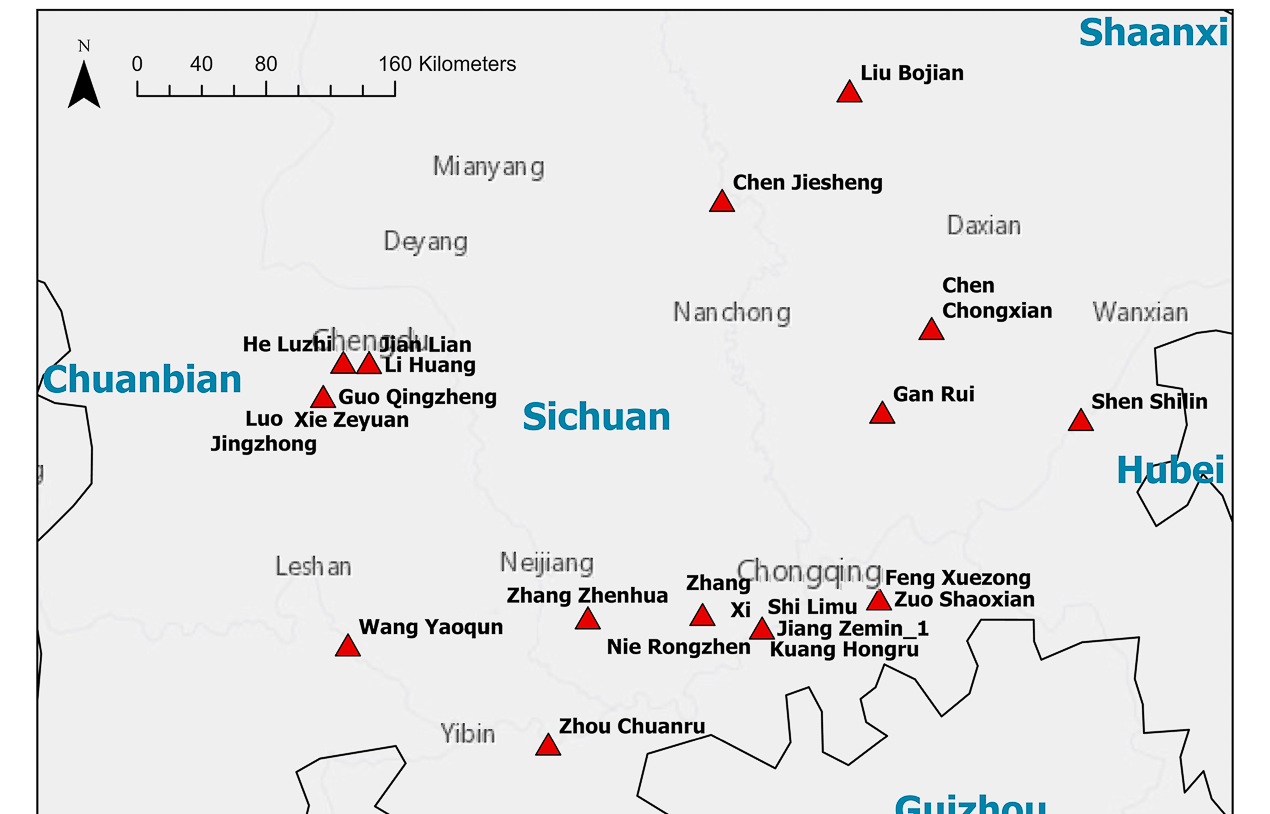 Shaanxi
N
0 40 80 160 Kilometers
Liu Bojian
Mianyang
Chen Jiesheng
Daxian
Deyang
Chen
Chongxian
Nanchong
Wanxian
Chengdu
He Luzhi
Jian Lian
Li Huang
Chuanbian
Guo Qingzheng
Gan Rui
Shen Shilin
Luo
Jingzhong
Xie Zeyuan
Sichuan
Hubei
g
Leshan
Neijiang
Chongqing
Zhang
Xi
Feng Xuezong
Zuo Shaoxian
Zhang Zhenhua
Shi Limu
Jiang Zemin_1
Kuang Hongru
Wang Yaoqun
Nie Rongzhen
Yibin
Zhou Chuanru
Guizhou